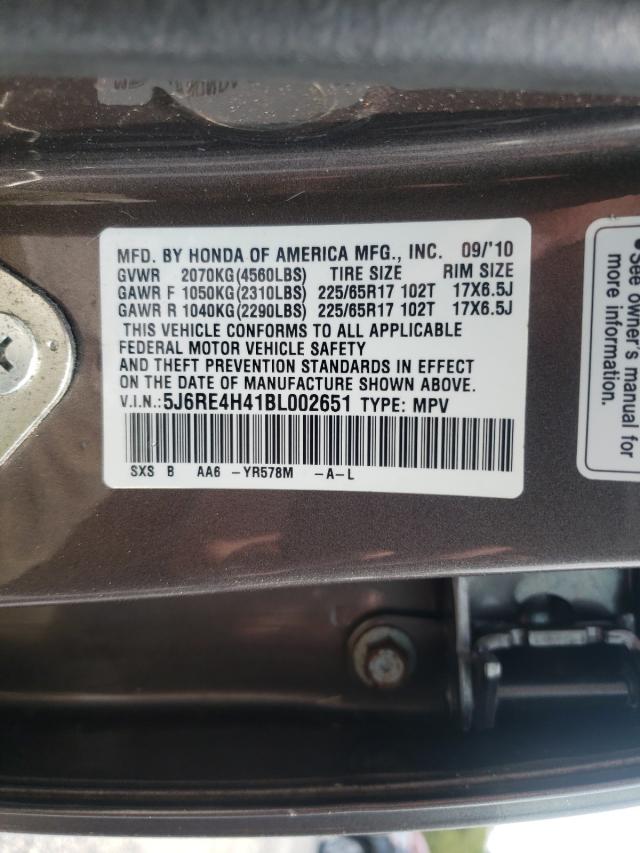 MFD. BY HONDA OF AMERICA MFG., INC. 09/'10
GVWR 2070KG(4560LBS) TIRE SIZE RIM SIZE
GAWR F 1050KG(2310LBS) 225/65R17 102T 17X6.5J
GAWR R 1040KG(2290LBS) 225/65R17 102T 17X6.5J
THIS VEHICLE CONFORMS TO ALL APPLICABLE
FEDERAL MOTOR VEHICLE SAFETY
AND THEFT PREVENTION STANDARDS IN EFFECT
ON THE DATE OF MANUFACTURE SHOWN ABOVE.
V.I.N.:5J6RE4H41BL002651 TYPE: MPV
SXS B AA6 -YR578M -A-L
•See owner's manual for
more information.